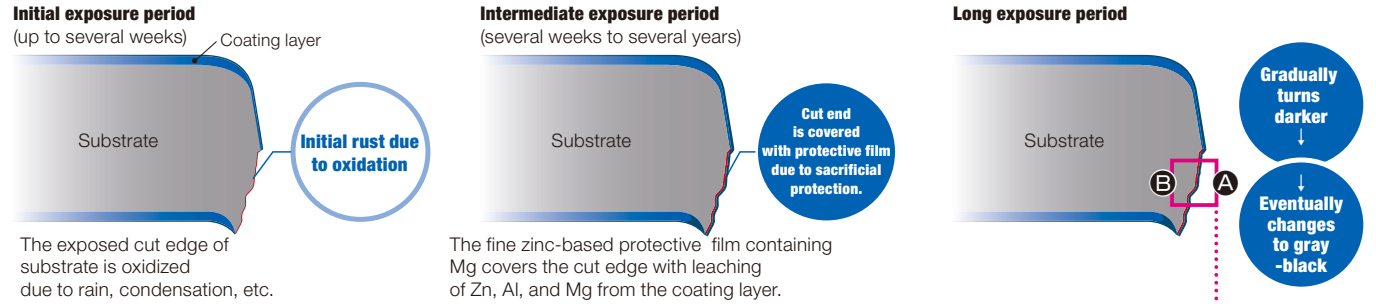 Initial exposure period
(up to several weeks)
Coating layer
Substrate
Initial rust due
to oxidation
The exposed cut edge of
substrate is oxidized
due to rain, condensation, etc.
Intermediate exposure period
(several weeks to several years)
Substrate
Cut end
is covered
with protective film
due to sacrificial
protection.
The fine zinc-based protective film containing
Mg covers the cut edge with leaching
of Zn, Al, and Mg from the coating layer.
Long exposure period
Substrate
B
A
Gradually
turns
darker
↓
↓
Eventually
changes
to gray
-black